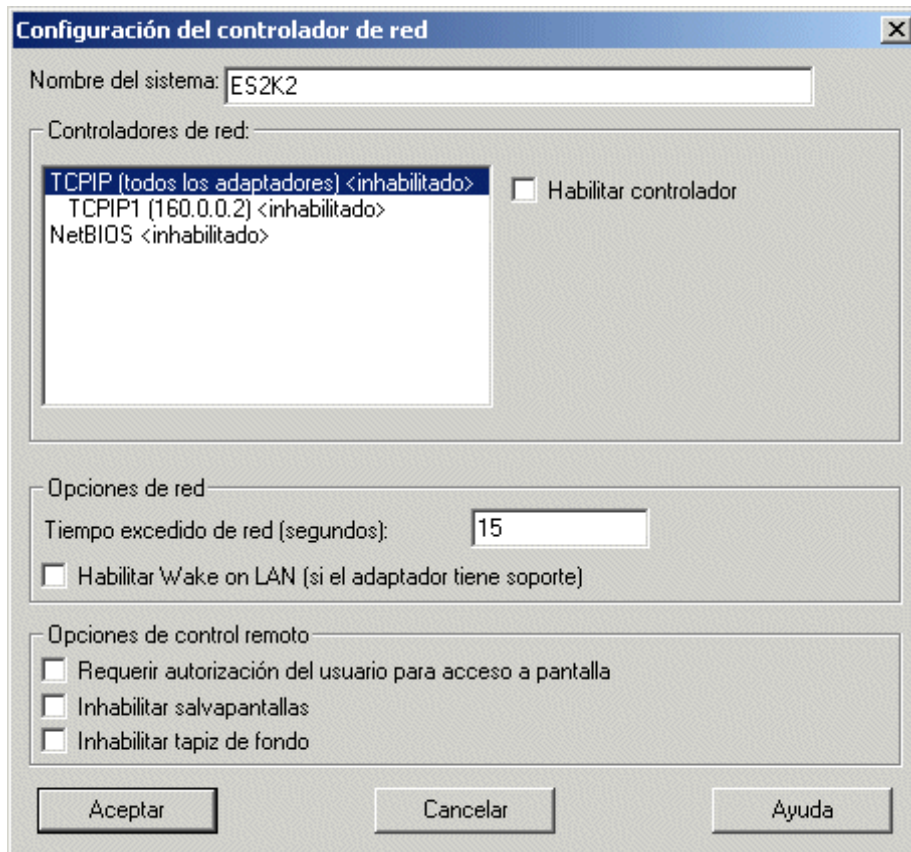 Configuración del controlador de red
Nombre del sistema: ES2K2
Controladores de red:
TCPIP (todos los adaptadores) <inhabilitado>
Habilitar controlador
TCPIP1 (160.0.0.2) <inhabilitado>
NetBIOS <inhabilitado>
Opciones de red
Tiempo excedido de red (segundos): 15
Habilitar Wake on LAN (si el adaptador tiene soporte)
Opciones de control remoto
Requerir autorización del usuario para acceso a pantalla
Inhabilitar salvapantallas
Inhabilitar tapiz de fondo
Aceptar Cancelar Ayuda